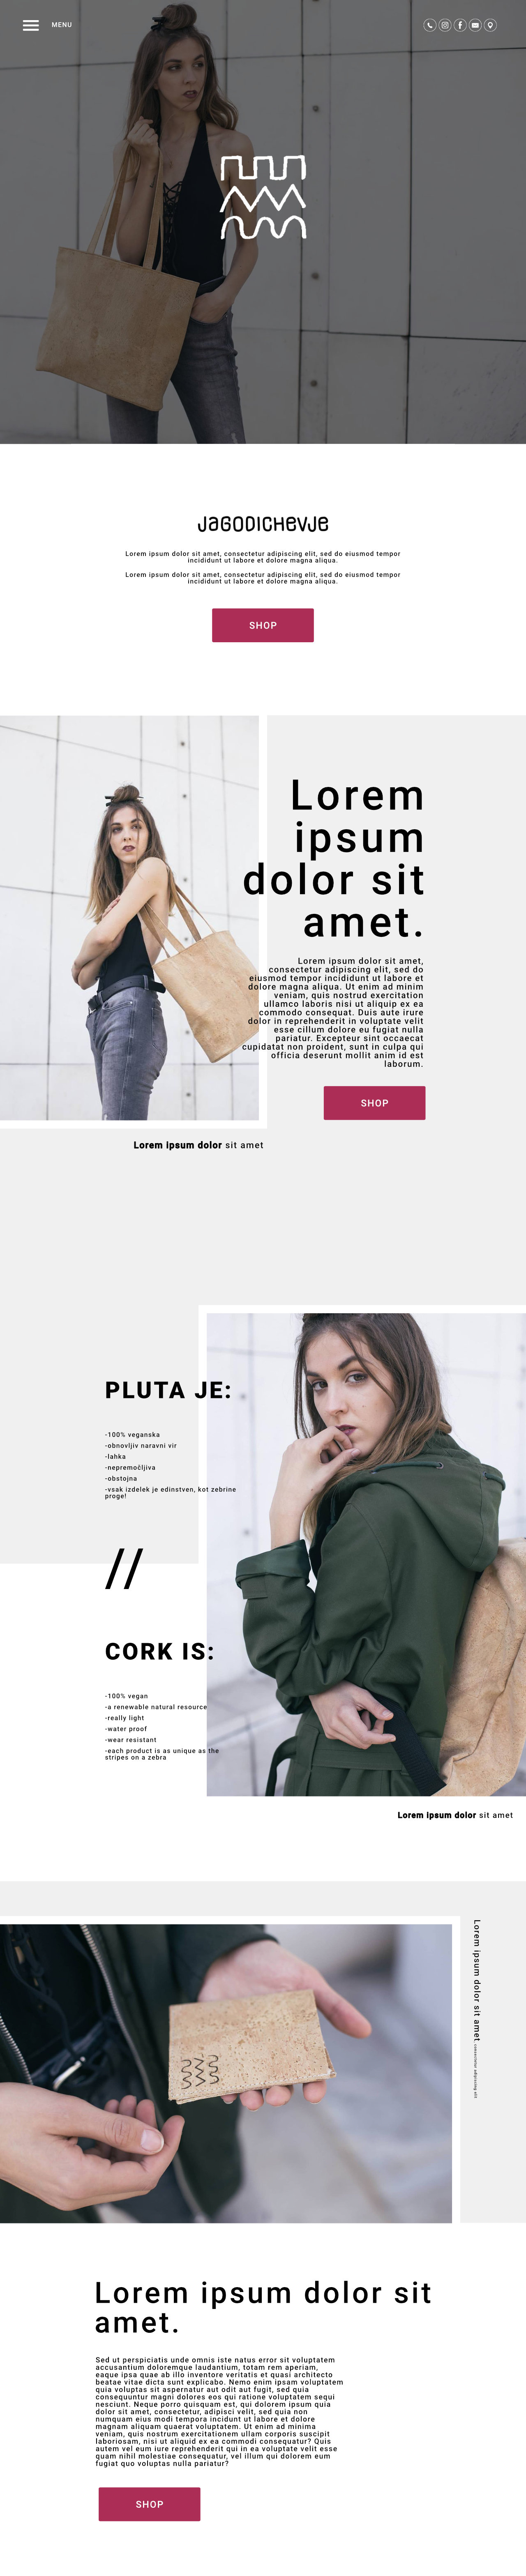 MENU
JAGODICHEVJE
Lorem ipsum dolor sit amet, consectetur adipiscing elit, sed do eiusmod tempor
incididunt ut labore et dolore magna aliqua.
Lorem ipsum dolor sit amet, consectetur adipiscing elit, sed do eiusmod tempor
incididunt ut labore et dolore magna aliqua.
SHOP
Lorem
ipsum
dolor sit
amet.
Lorem ipsum dolor sit amet,
consectetur adipiscing elit, sed do
eiusmod tempor incididunt ut labore et
dolore magna aliqua. Ut enim ad minim
veniam, quis nostrud exercitation
ullamco laboris nisi ut aliquip ex ea
commodo consequat. Duis aute irure
dolor in reprehenderit in voluptate velit
esse cillum dolore eu fugiat nulla
pariatur. Excepteur sint occaecat
cupidatat non proident, sunt in culpa qui
officia deserunt mollit anim id est
laborum.
SHOP
Lorem ipsum dolor sit amet
PLUTA JE:
-100% veganska
-obnovljiv naravni vir
-lahka
-nepremočljiva
-obstojna
-vsak izdelek je edinstven, kot zebrine
proge!
//
CORK IS:
-100% vegan
-a renewable natural resource
-really light
-water proof
-wear resistant
-each product is as unique as the
stripes on a zebra
Lorem ipsum dolor sit amet
Lorem ipsum dolor sit amet, consectetur adipiscing elit
Lorem ipsum dolor sit
amet.
Sed ut perspiciatis unde omnis iste natus error sit voluptatem
accusantium doloremque laudantium, totam rem aperiam,
eaque ipsa quae ab illo inventore veritatis et quasi architecto
beatae vitae dicta sunt explicabo. Nemo enim ipsam voluptatem
quia voluptas sit aspernatur aut odit aut fugit, sed quia
consequuntur magni dolores eos qui ratione voluptatem sequi
nesciunt. Neque porro quisquam est, qui dolorem ipsum quia
dolor sit amet, consectetur, adipisci velit, sed quia non
numquam eius modi tempora incidunt ut labore et dolore
magnam aliquam quaerat voluptatem. Ut enim ad minima
veniam, quis nostrum exercitationem ullam corporis suscipit
laboriosam, nisi ut aliquid ex ea commodi consequatur? Quis
autem vel eum iure reprehenderit qui in ea voluptate velit esse
quam nihil molestiae consequatur, vel illum qui dolorem eum
fugiat quo voluptas nulla pariatur?
SHOP